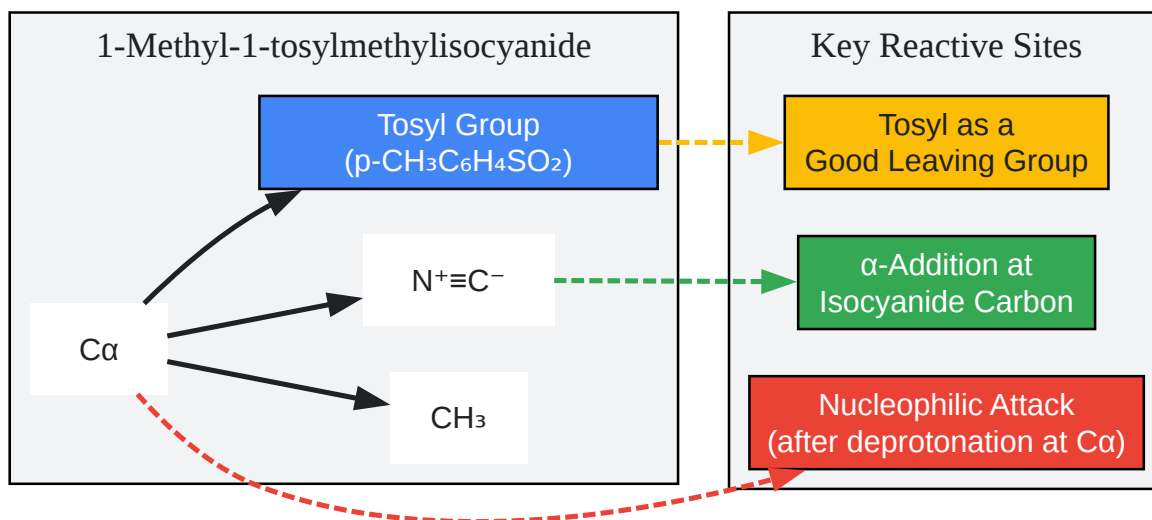 1-Methyl-1-tosylmethylisocyanide
Tosyl Group
(p-CH₃C₆H₄SO₂)
N⁺≡C⁻
Cα
CH₃
Key Reactive Sites
Tosyl as a
Good Leaving Group
α-Addition at
Isocyanide Carbon
Nucleophilic Attack
(after deprotonation at Cα)